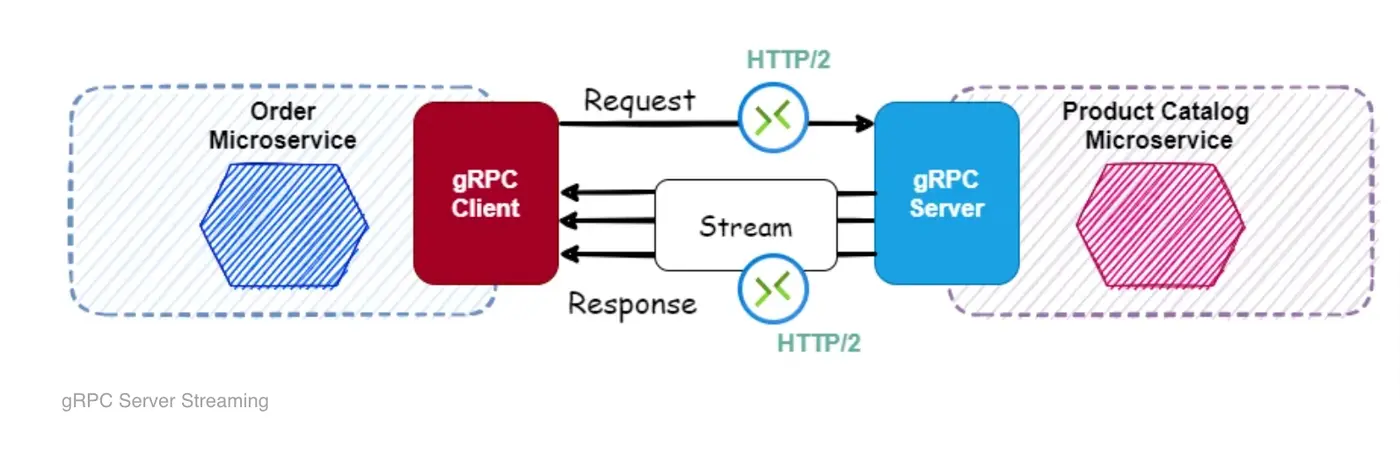 HTTP/2
Order
Microservice
Request
Product Catalog
Microservice
gRPC
Client
gRPC
Server
Stream
Response
HTTP/2
gRPC Server Streaming